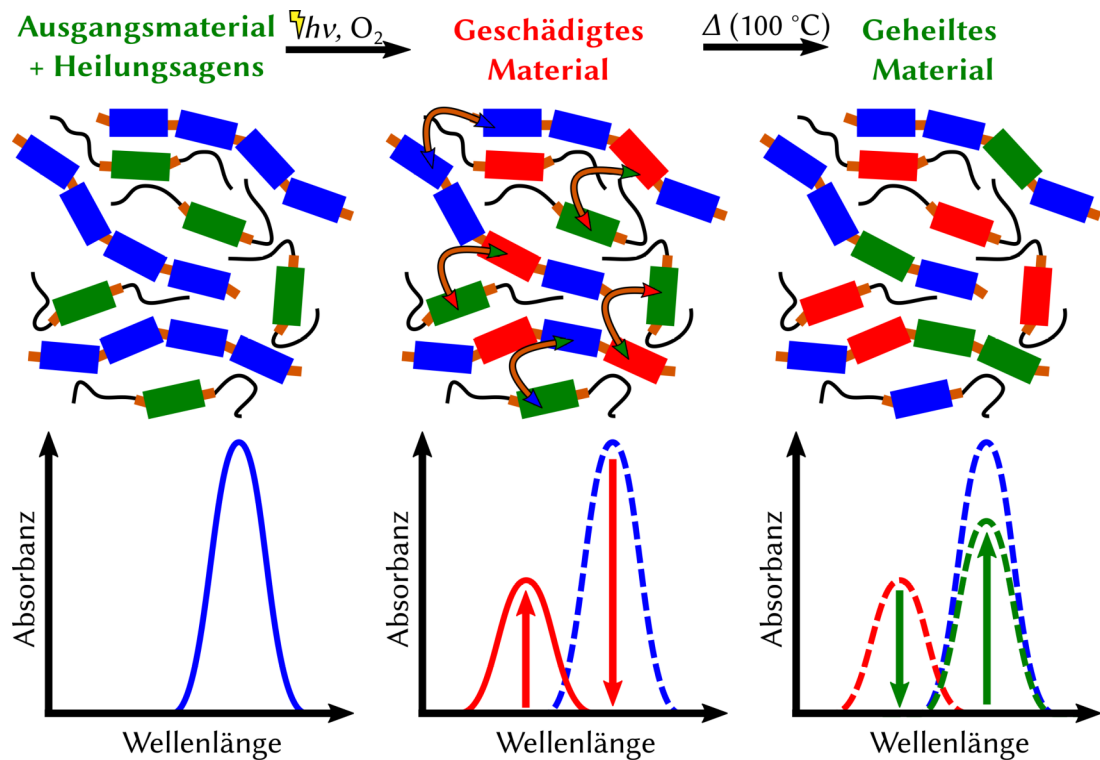 Ausgangsmaterial
+ Heilungsagens
hν, O₂
Geschädigtes
Material
Δ (100 °C)
Geheiltes
Material
Absorbanz
Wellenlänge
Absorbanz
Wellenlänge
Absorbanz
Wellenlänge